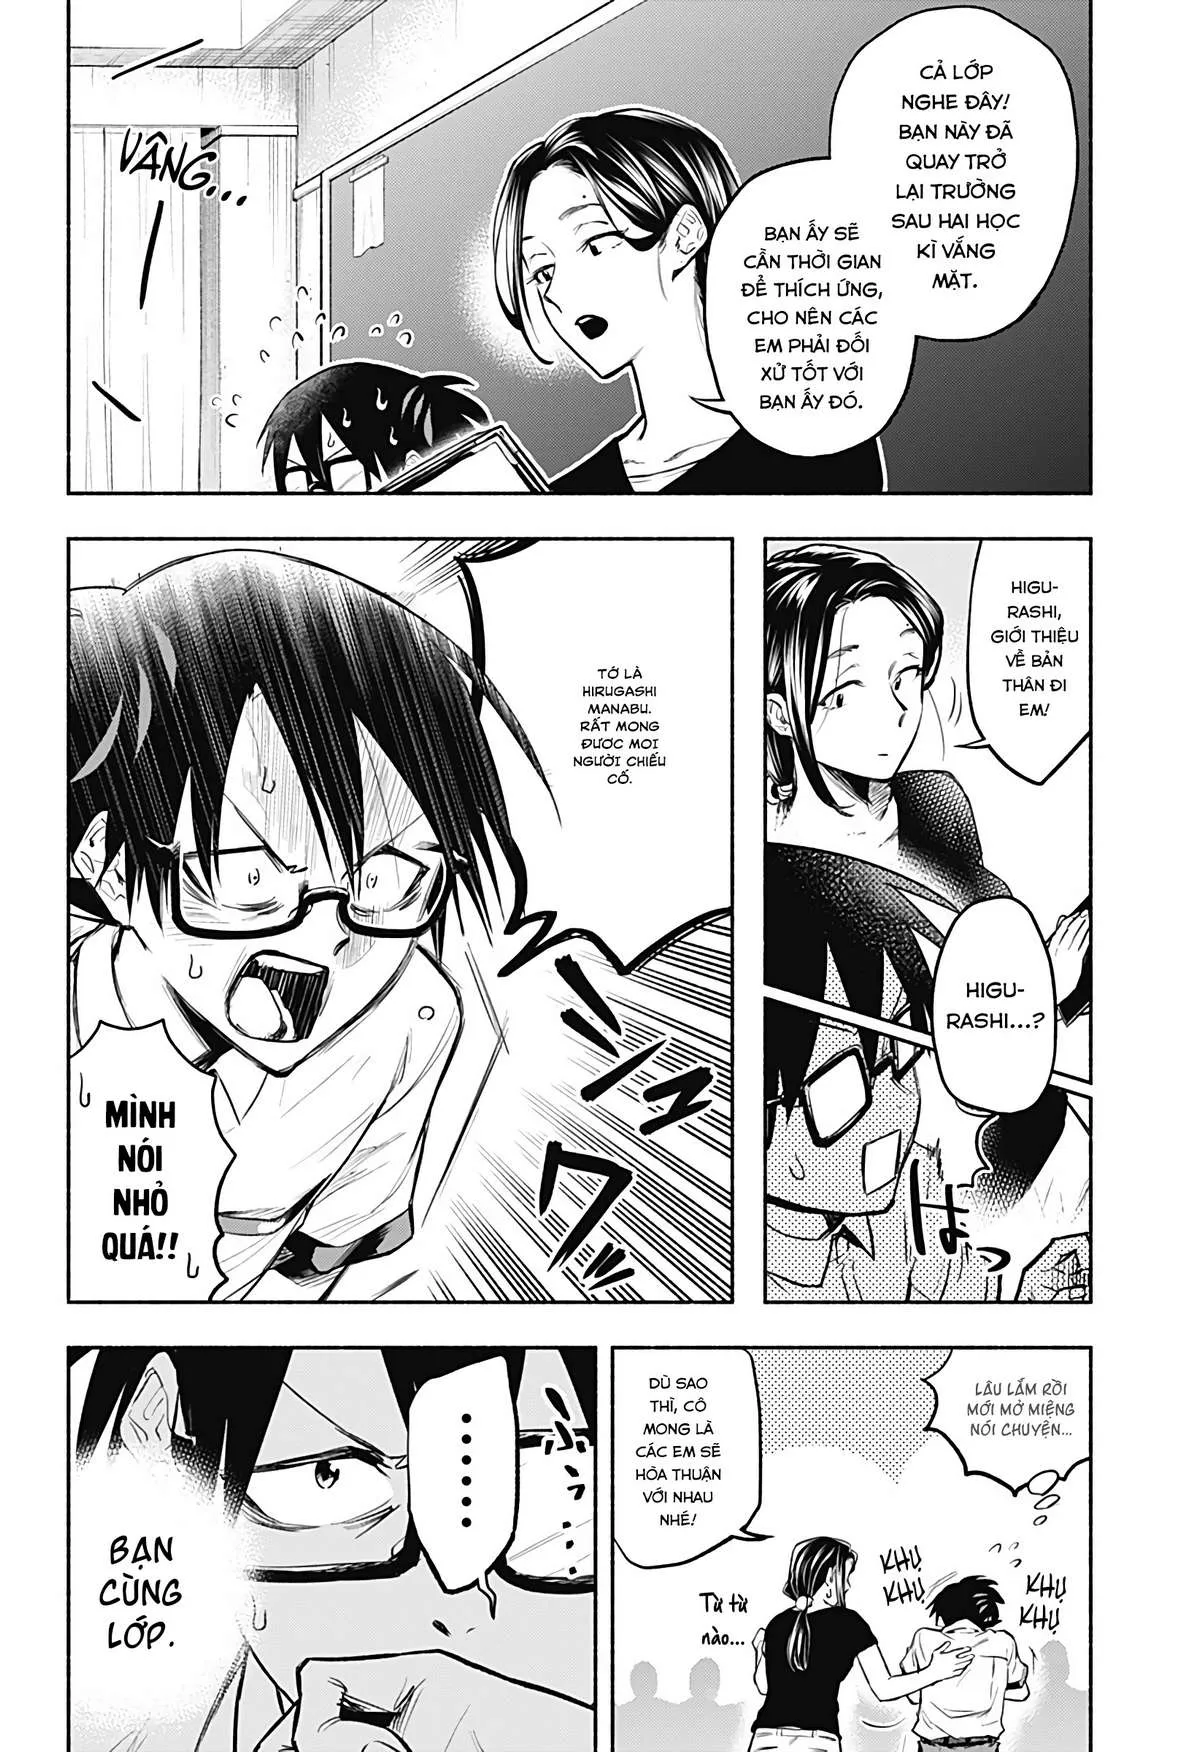 CẢ LỚP
NGHE ĐÂY!
BẠN NÀY ĐÃ
QUAY TRỞ
LẠI TRƯỜNG
SAU HAI HỌC
KÌ VẮNG
MẶT.
BẠN ẤY SẼ
CẦN THỜI GIAN
ĐỂ THÍCH ỨNG,
CHO NÊN CÁC
EM PHẢI ĐỐI
XỬ TỐT VỚI
BẠN ẤY ĐÓ.
VÂNG...
HIGU-
RASHI,
GIỚI THIỆU
VỀ BẢN
THÂN ĐI
EM!
HIGU-
RASHI...?
ばっ
TỚ LÀ
HIRUGASHI
MANABU.
RẤT MONG
ĐƯỢC MỌI
NGƯỜI CHIẾU
CỐ.
MÌNH
NÓI
NHỎ
QUÁ!!
LÂU LẮM RỒI
MỚI MỞ MIỆNG
NÓI CHUYỆN...
DÙ SAO
THÌ, CÔ
MONG LÀ
CÁC EM SẼ
HÒA THUẬN
VỚI NHAU
NHÉ!
KHỤ
KHỤ
KHỤ
KHỤ
Từ từ
nào...
BẠN
CÙNG
LỚP.